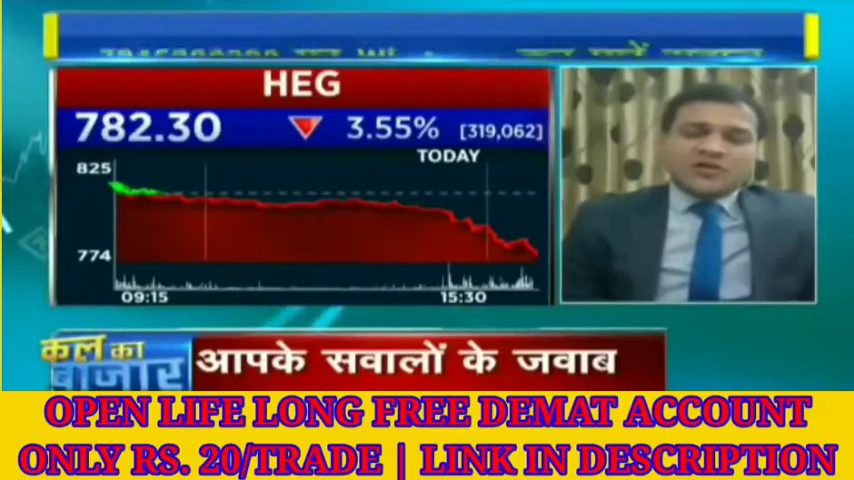 HEG
782.30 ▼ 3.55% [319,062]
TODAY
825
774
09:15 15:30
कल का
बाज़ार
आपके सवालों के जवाब
OPEN LIFE LONG FREE DEMAT ACCOUNT
ONLY RS. 20/TRADE | LINK IN DESCRIPTION